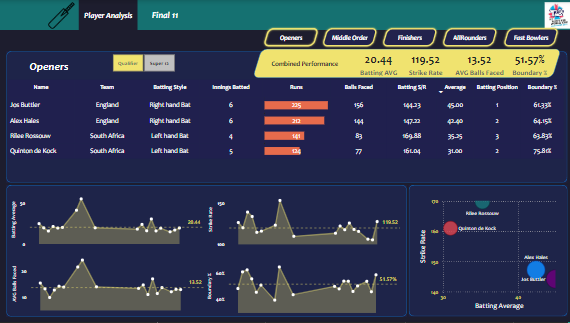 Player Analysis
Final 11
Openers
Middle Order
Finishers
AllRounders
Fast Bowlers
Openers
Qualifier
Super 12
Combined Performance
20.44
119.52
13.52
51.57%
Batting AVG
Strike Rate
AVG Balls Faced
Boundary %
Name Team Batting Style Innings Batted Runs Balls Faced Batting S/R Average Batting Position Boundary %
Jos Buttler England Right hand Bat 6 225 156 144.23 45.00 1 61.33%
Alex Hales England Right hand Bat 6 212 144 147.22 42.40 2 64.15%
Rilee Rossouw South Africa Left hand Bat 4 141 83 169.88 35.25 3 63.83%
Quinton de Kock South Africa Left hand Bat 5 124 77 161.04 31.00 2 75.81%
Batting Average
50
0
20.44
Strike Rate
150
100
119.52
AVG Balls Faced
13.52
Boundary %
51.57%
Strike Rate
170
160
150
140
Rilee Rossouw
Quinton de Kock
Alex Hales
Jos Buttler
30
40
Batting Average